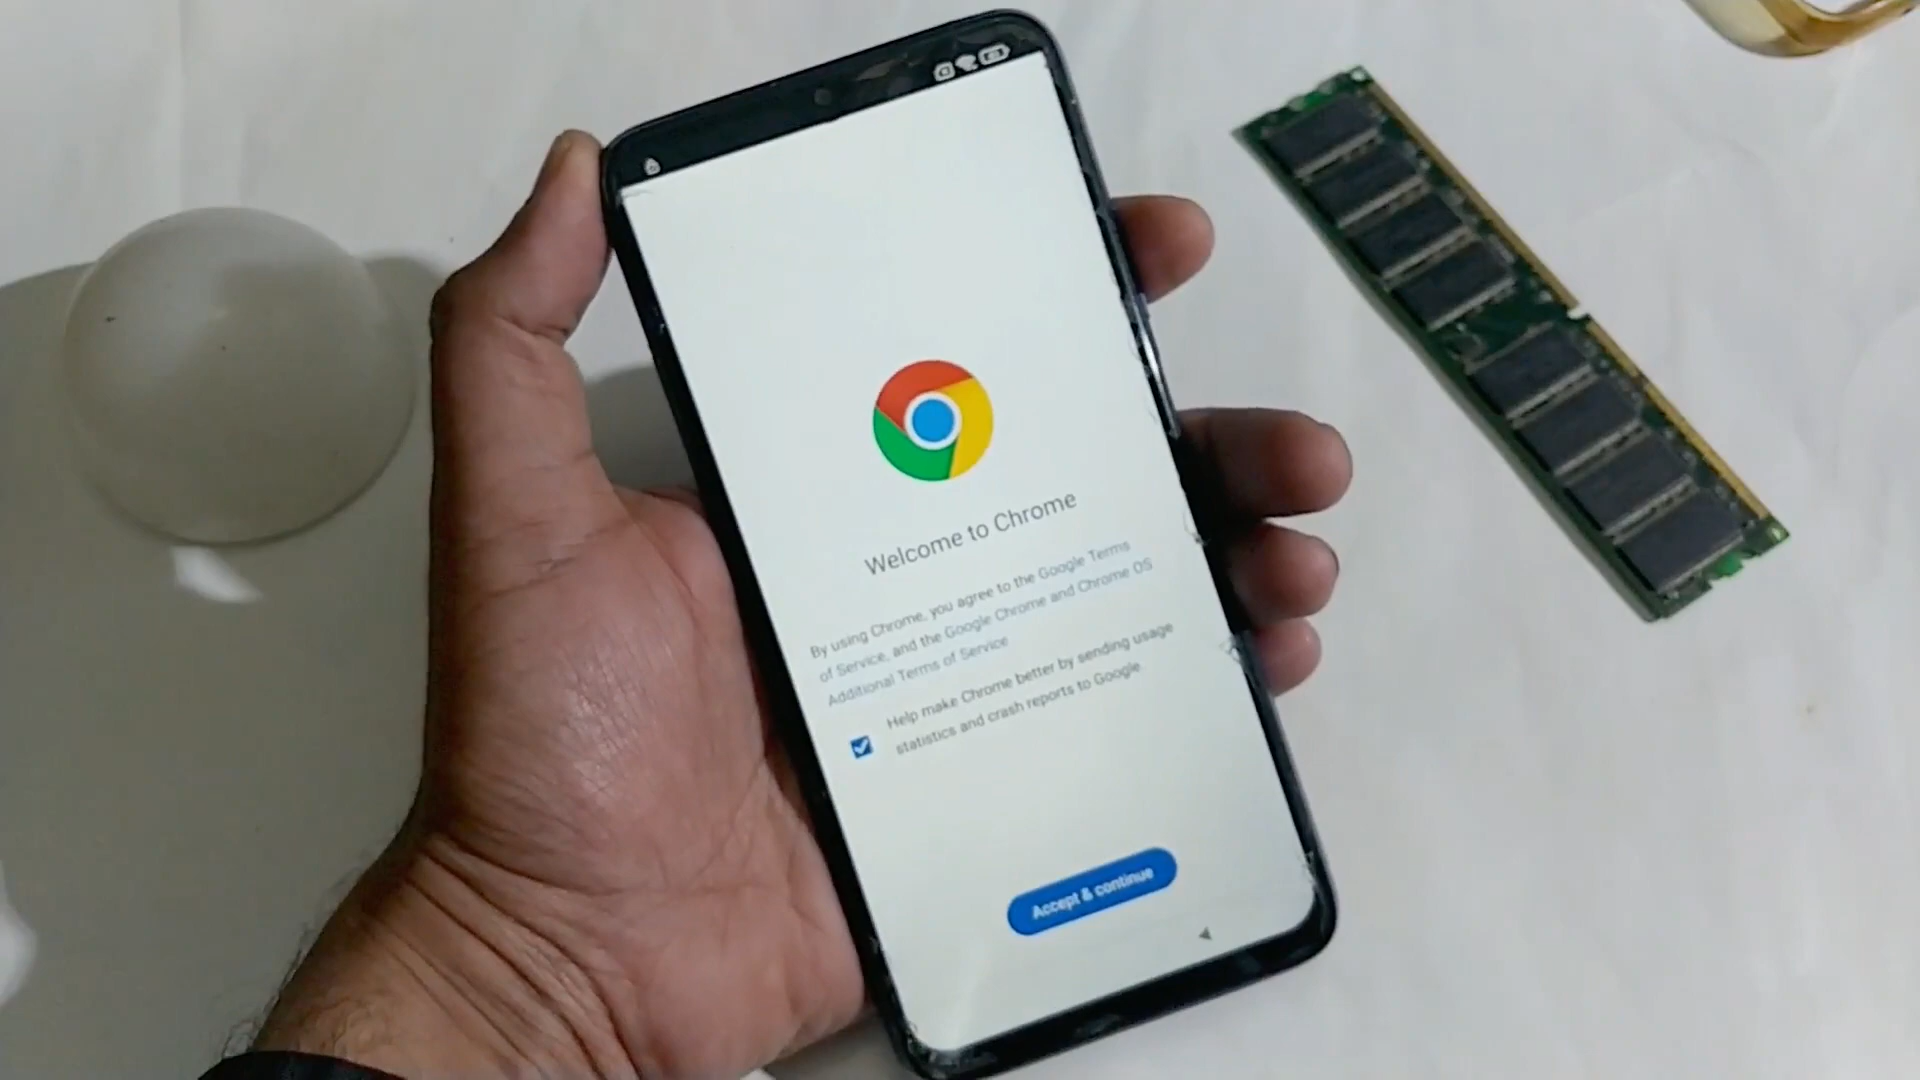 Welcome to Chrome
By using Chrome, you agree to the Google Terms
of Service, and the Google Chrome and Chrome OS
Additional Terms of Service
Help make Chrome better by sending usage
statistics and crash reports to Google.
Accept & continue